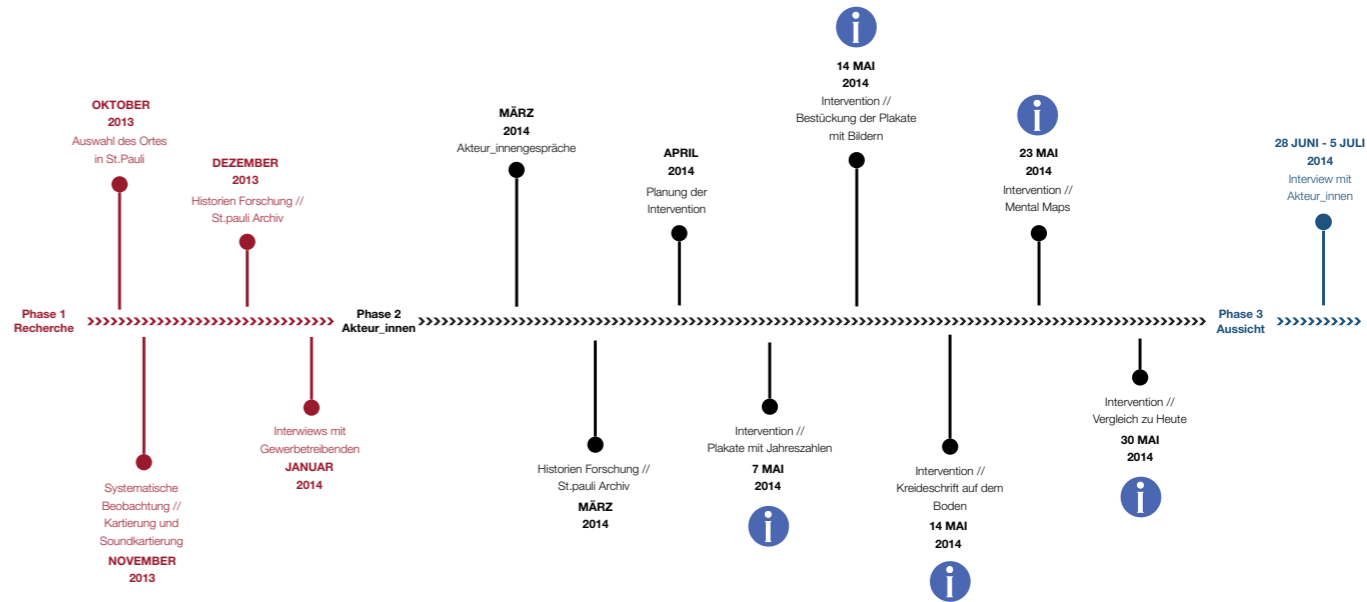 Phase 1
Recherche
OKTOBER
2013
Auswahl des Ortes
in St.Pauli
Systematische
Beobachtung //
Kartierung und
Soundkartierung
NOVEMBER
2013
DEZEMBER
2013
Historien Forschung //
St.pauli Archiv
Interwiews mit
Gewerbetreibenden
JANUAR
2014
Phase 2
Akteur_innen
MÄRZ
2014
Akteur_innengespräche
Historien Forschung //
St.pauli Archiv
MÄRZ
2014
APRIL
2014
Planung der
Intervention
Intervention //
Plakate mit Jahreszahlen
7 MAI
2014
i
i
14 MAI
2014
Intervention //
Bestückung der Plakate
mit Bildern
Intervention //
Kreideschrift auf dem
Boden
14 MAI
2014
i
i
23 MAI
2014
Intervention //
Mental Maps
Intervention //
Vergleich zu Heute
30 MAI
2014
i
Phase 3
Aussicht
28 JUNI - 5 JULI
2014
Interview mit
Akteur_innen